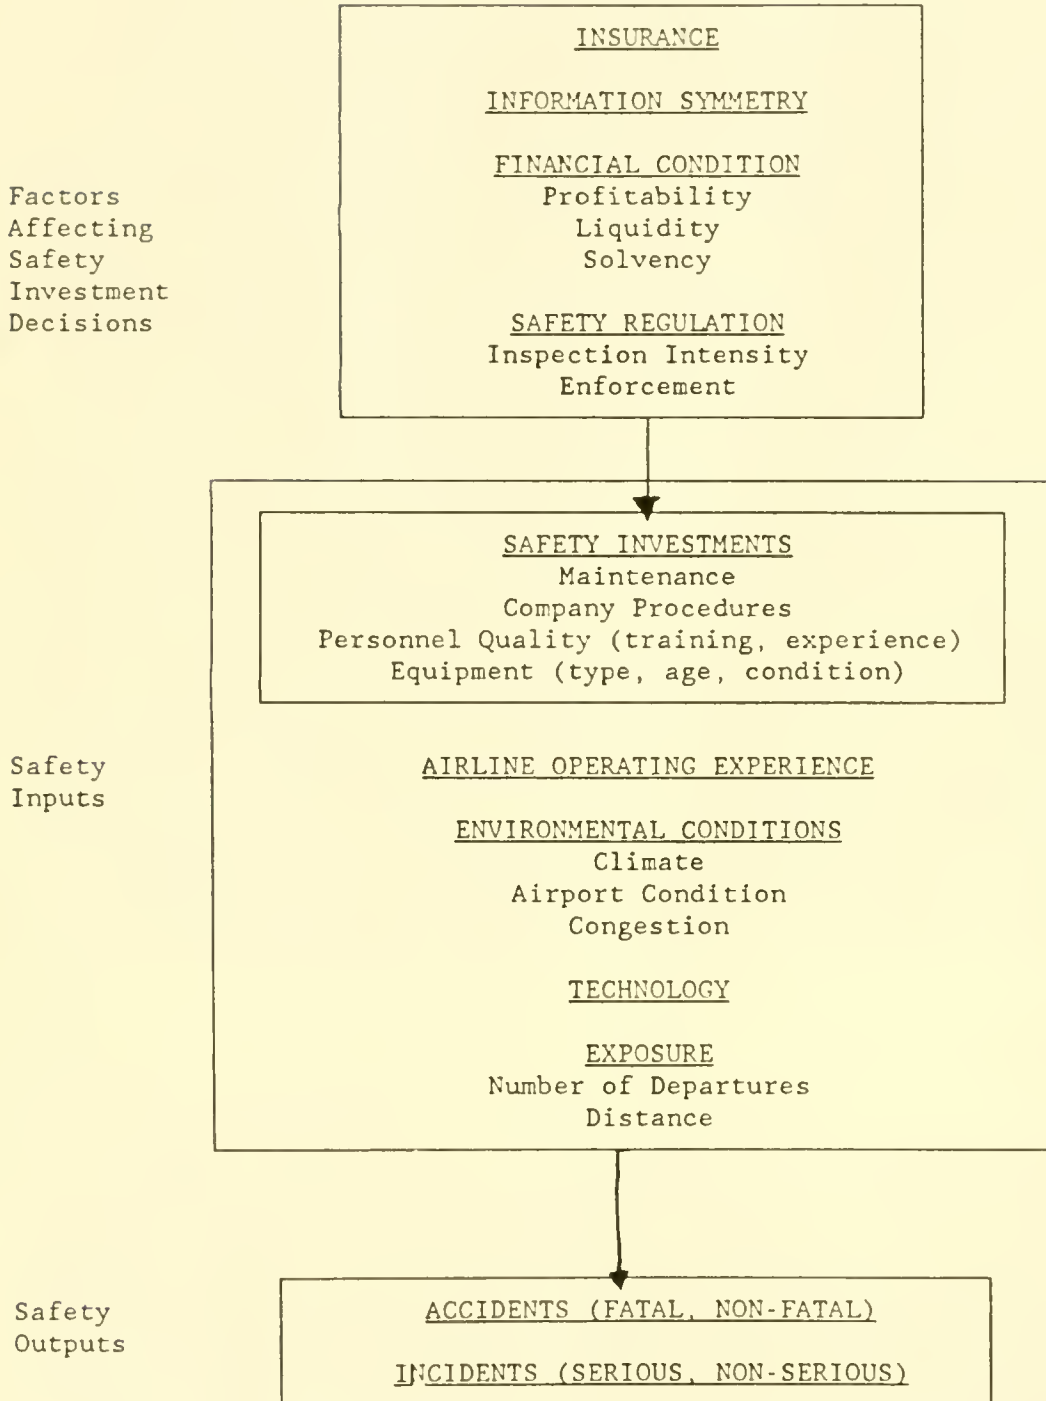 INSURANCE
INFORMATION SYMMETRY
FINANCIAL CONDITION
Profitability
Liquidity
Solvency
SAFETY REGULATION
Inspection Intensity
Enforcement
Factors
Affecting
Safety
Investment
Decisions
SAFETY INVESTMENTS
Maintenance
Company Procedures
Personnel Quality (training, experience)
Equipment (type, age, condition)
AIRLINE OPERATING EXPERIENCE
ENVIRONMENTAL CONDITIONS
Climate
Airport Condition
Congestion
TECHNOLOGY
EXPOSURE
Number of Departures
Distance
Safety
Inputs
ACCIDENTS (FATAL, NON-FATAL)
INCIDENTS (SERIOUS, NON-SERIOUS)
Safety
Outputs